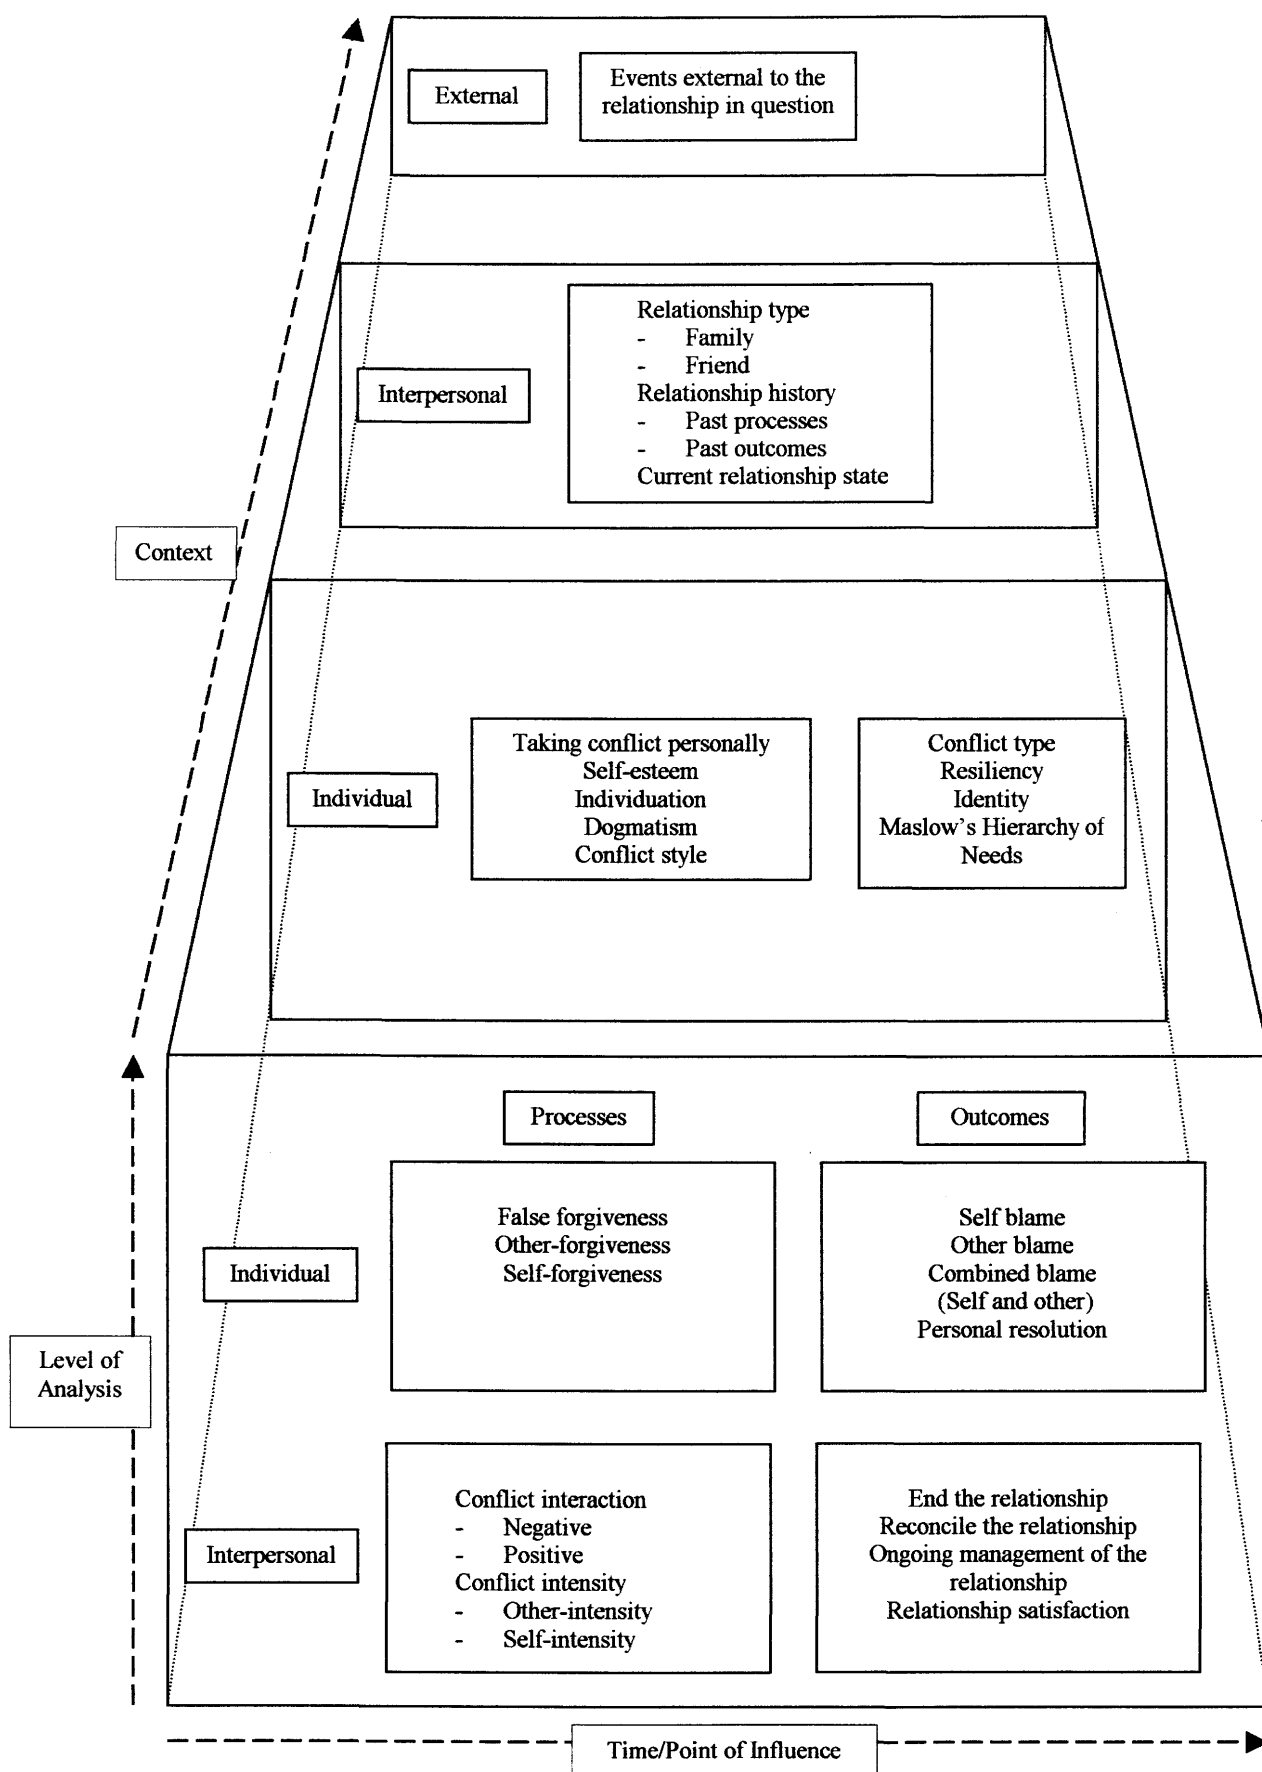 External
Events external to the
relationship in question
Interpersonal
Relationship type
- Family
- Friend
Relationship history
- Past processes
- Past outcomes
Current relationship state
Context
Individual
Taking conflict personally
Self-esteem
Individuation
Dogmatism
Conflict style
Conflict type
Resiliency
Identity
Maslow's Hierarchy of
Needs
Processes
Outcomes
Individual
False forgiveness
Other-forgiveness
Self-forgiveness
Self blame
Other blame
Combined blame
(Self and other)
Personal resolution
Level of
Analysis
Interpersonal
Conflict interaction
- Negative
- Positive
Conflict intensity
- Other-intensity
- Self-intensity
End the relationship
Reconcile the relationship
Ongoing management of the
relationship
Relationship satisfaction
Time/Point of Influence